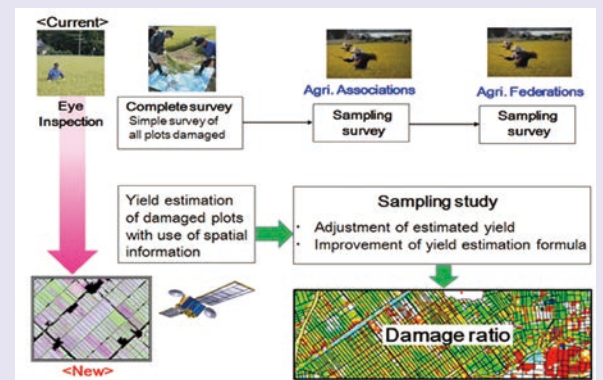 <Current>
Eye
Inspection
Complete survey
Simple survey of
all plots damaged
Agri. Associations
Sampling
survey
Agri. Federations
Sampling
survey
Yield estimation
of damaged plots
with use of spatial
information
Sampling study
· Adjustment of estimated yield
· Improvement of yield estimation formula
<New>
Damage ratio